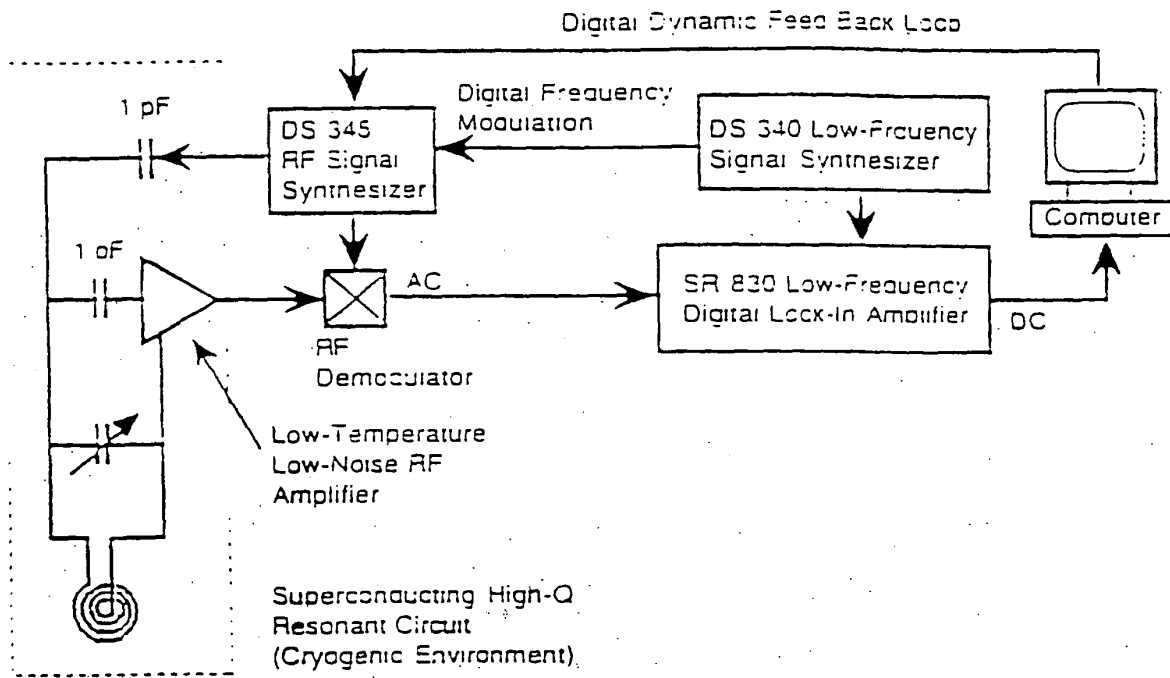 Digital Dynamic Feed Back Loop
1 pF
DS 345
RF Signal
Synthesizer
Digital Frequency
Modulation
DS 340 Low-Frcuency
Signal Synthesizer
Computer
1 pF
AC
SR 830 Low-Frequency
Digital Lock-In Amplifier
DC
RF
Demodulator
Low-Temperature
Low-Noise RF
Amplifier
Superconducting High-Q
Resonant Circuit
(Cryogenic Environment)